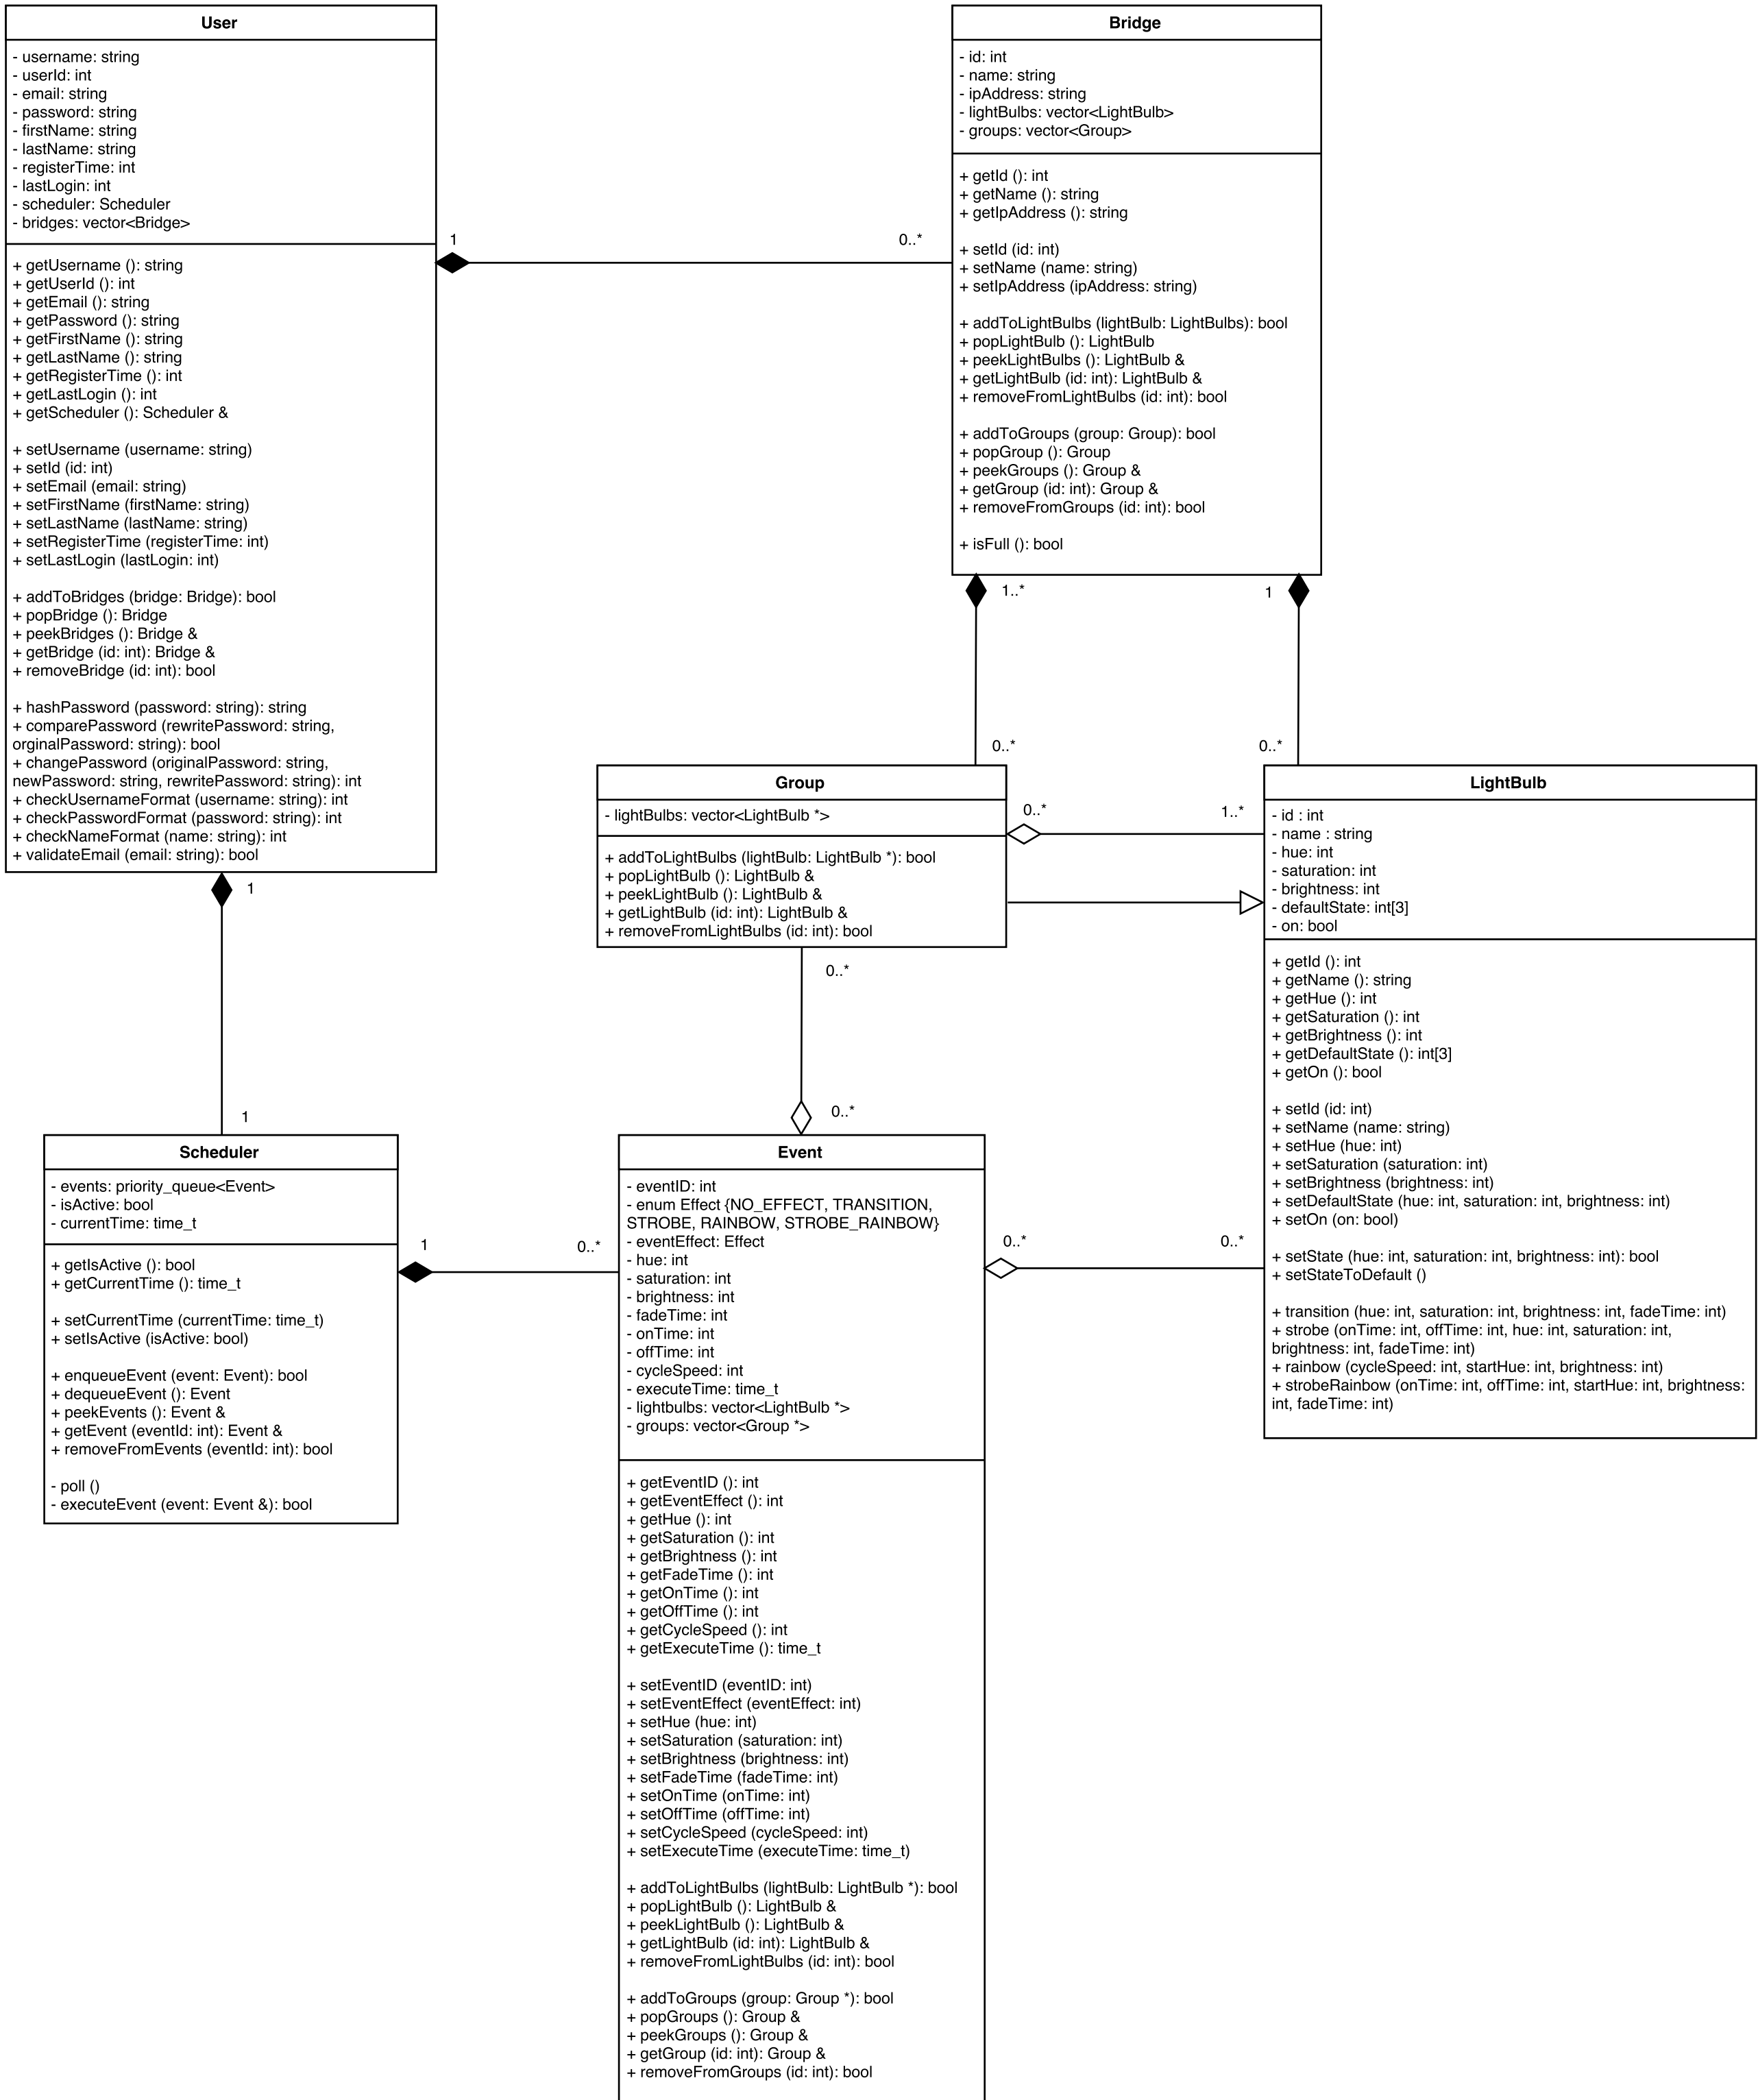 User
- username: string
- userId: int
- email: string
- password: string
- firstName: string
- lastName: string
- registerTime: int
- lastLogin: int
- scheduler: Scheduler
- bridges: vector<Bridge>
+ getUsername (): string
+ getUserId (): int
+ getEmail (): string
+ getPassword (): string
+ getFirstName (): string
+ getLastName (): string
+ getRegisterTime (): int
+ getLastLogin (): int
+ getScheduler (): Scheduler &
+ setUsername (username: string)
+ setId (id: int)
+ setEmail (email: string)
+ setFirstName (firstName: string)
+ setLastName (lastName: string)
+ setRegisterTime (registerTime: int)
+ setLastLogin (lastLogin: int)
+ addToBridges (bridge: Bridge): bool
+ popBridge (): Bridge
+ peekBridges (): Bridge &
+ getBridge (id: int): Bridge &
+ removeBridge (id: int): bool
+ hashPassword (password: string): string
+ comparePassword (rewritePassword: string,
orginalPassword: string): bool
+ changePassword (originalPassword: string,
newPassword: string, rewritePassword: string): int
+ checkUsernameFormat (username: string): int
+ checkPasswordFormat (password: string): int
+ checkNameFormat (name: string): int
+ validateEmail (email: string): bool
1
0..*
Bridge
- id: int
- name: string
- ipAddress: string
- lightBulbs: vector<LightBulb>
- groups: vector<Group>
+ getId (): int
+ getName (): string
+ getIpAddress (): string
+ setId (id: int)
+ setName (name: string)
+ setIpAddress (ipAddress: string)
+ addToLightBulbs (lightBulb: LightBulbs): bool
+ popLightBulb (): LightBulb
+ peekLightBulbs (): LightBulb &
+ getLightBulb (id: int): LightBulb &
+ removeFromLightBulbs (id: int): bool
+ addToGroups (group: Group): bool
+ popGroup (): Group
+ peekGroups (): Group &
+ getGroup (id: int): Group &
+ removeFromGroups (id: int): bool
+ isFull (): bool
1..*
1
0..*
0..*
Group
- lightBulbs: vector<LightBulb *>
+ addToLightBulbs (lightBulb: LightBulb *): bool
+ popLightBulb (): LightBulb &
+ peekLightBulb (): LightBulb &
+ getLightBulb (id: int): LightBulb &
+ removeFromLightBulbs (id: int): bool
0..*
1..*
LightBulb
- id : int
- name : string
- hue: int
- saturation: int
- brightness: int
- defaultState: int[3]
- on: bool
+ getId (): int
+ getName (): string
+ getHue (): int
+ getSaturation (): int
+ getBrightness (): int
+ getDefaultState (): int[3]
+ getOn (): bool
+ setId (id: int)
+ setName (name: string)
+ setHue (hue: int)
+ setSaturation (saturation: int)
+ setBrightness (brightness: int)
+ setDefaultState (hue: int, saturation: int, brightness: int)
+ setOn (on: bool)
+ setState (hue: int, saturation: int, brightness: int): bool
+ setStateToDefault ()
+ transition (hue: int, saturation: int, brightness: int, fadeTime: int)
+ strobe (onTime: int, offTime: int, hue: int, saturation: int,
brightness: int, fadeTime: int)
+ rainbow (cycleSpeed: int, startHue: int, brightness: int)
+ strobeRainbow (onTime: int, offTime: int, startHue: int, brightness:
int, fadeTime: int)
1
1
0..*
0..*
Scheduler
- events: priority_queue<Event>
- isActive: bool
- currentTime: time_t
+ getIsActive (): bool
+ getCurrentTime (): time_t
+ setCurrentTime (currentTime: time_t)
+ setIsActive (isActive: bool)
+ enqueueEvent (event: Event): bool
+ dequeueEvent (): Event
+ peekEvents (): Event &
+ getEvent (eventId: int): Event &
+ removeFromEvents (eventId: int): bool
- poll ()
- executeEvent (event: Event &): bool
1
0..*
Event
- eventID: int
- enum Effect {NO_EFFECT, TRANSITION,
STROBE, RAINBOW, STROBE_RAINBOW}
- eventEffect: Effect
- hue: int
- saturation: int
- brightness: int
- fadeTime: int
- onTime: int
- offTime: int
- cycleSpeed: int
- executeTime: time_t
- lightbulbs: vector<LightBulb *>
- groups: vector<Group *>
+ getEventID (): int
+ getEventEffect (): int
+ getHue (): int
+ getSaturation (): int
+ getBrightness (): int
+ getFadeTime (): int
+ getOnTime (): int
+ getOffTime (): int
+ getCycleSpeed (): int
+ getExecuteTime (): time_t
+ setEventID (eventID: int)
+ setEventEffect (eventEffect: int)
+ setHue (hue: int)
+ setSaturation (saturation: int)
+ setBrightness (brightness: int)
+ setFadeTime (fadeTime: int)
+ setOnTime (onTime: int)
+ setOffTime (offTime: int)
+ setCycleSpeed (cycleSpeed: int)
+ setExecuteTime (executeTime: time_t)
+ addToLightBulbs (lightBulb: LightBulb *): bool
+ popLightBulb (): LightBulb &
+ peekLightBulb (): LightBulb &
+ getLightBulb (id: int): LightBulb &
+ removeFromLightBulbs (id: int): bool
+ addToGroups (group: Group *): bool
+ popGroups (): Group &
+ peekGroups (): Group &
+ getGroup (id: int): Group &
+ removeFromGroups (id: int): bool
0..*
0..*